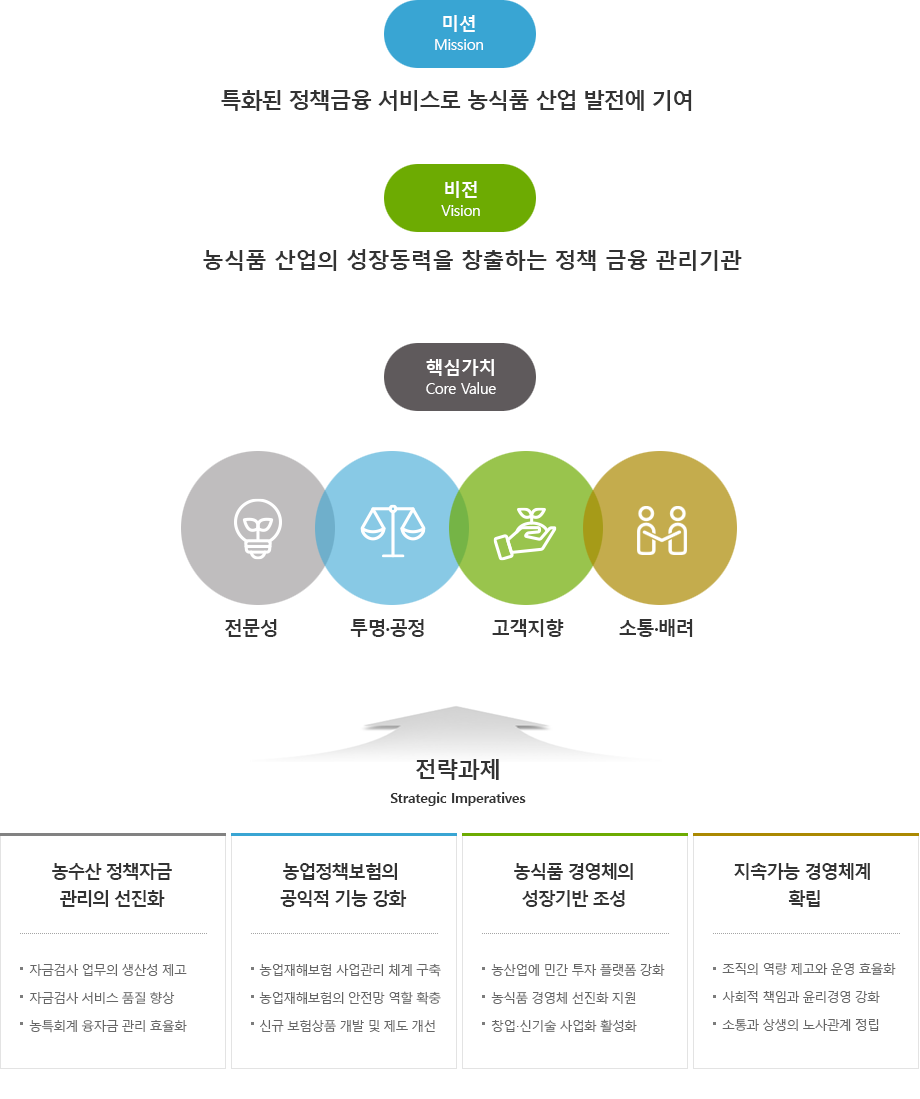 미션
Mission
특화된 정책금융 서비스로 농식품 산업 발전에 기여
비전
Vision
농식품 산업의 성장동력을 창출하는 정책 금융 관리기관
핵심가치
Core Value
전문성
투명·공정
고객지향
소통·배려
전략과제
Strategic Imperatives
농수산 정책자금
관리의 선진화
자금검사 업무의 생산성 제고
자금검사 서비스 품질 향상
농특회계 융자금 관리 효율화
농업정책보험의
공익적 기능 강화
농업재해보험 사업관리 체계 구축
농업재해보험의 안전망 역할 확충
신규 보험상품 개발 및 제도 개선
농식품 경영체의
성장기반 조성
농산업에 민간 투자 플랫폼 강화
농식품 경영체 선진화 지원
창업·신기술 사업화 활성화
지속가능 경영체계
확립
조직의 역량 제고와 운영 효율화
사회적 책임과 윤리경영 강화
소통과 상생의 노사관계 정립